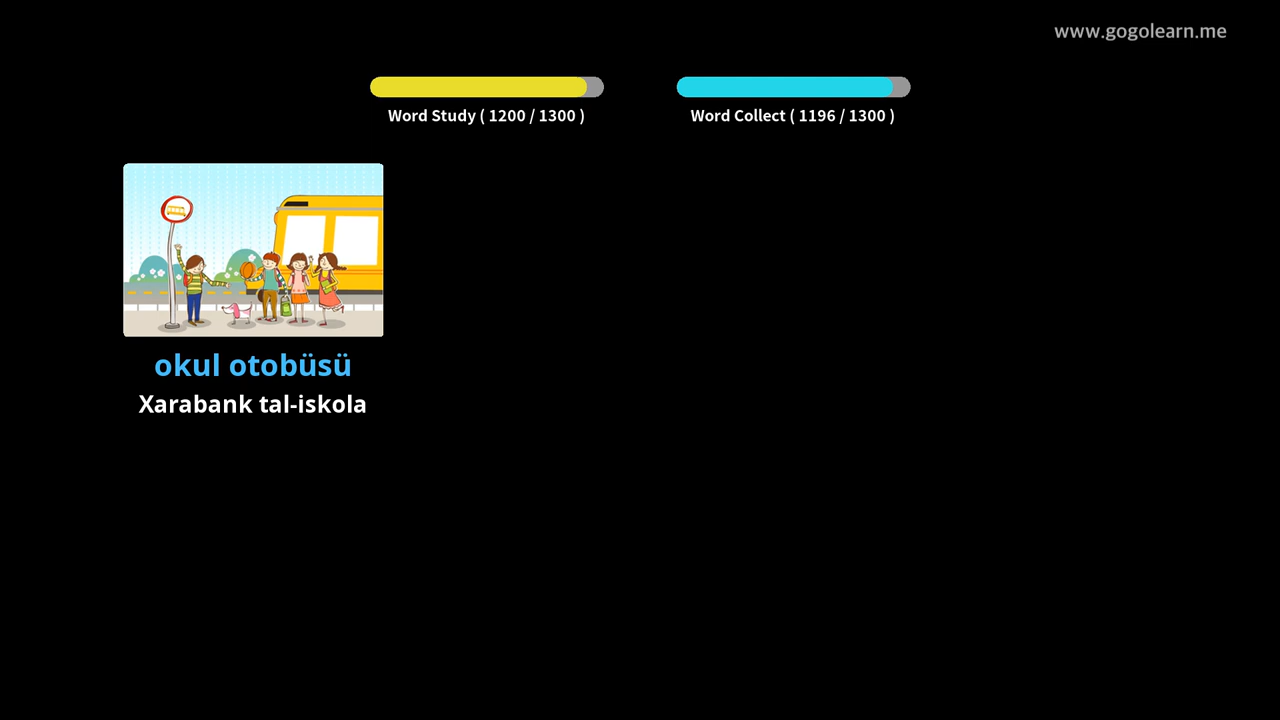 www.gogolearn.me
Word Study ( 1200 / 1300 )
Word Collect ( 1196 / 1300 )
okul otobüsü
Xarabank tal-iskola